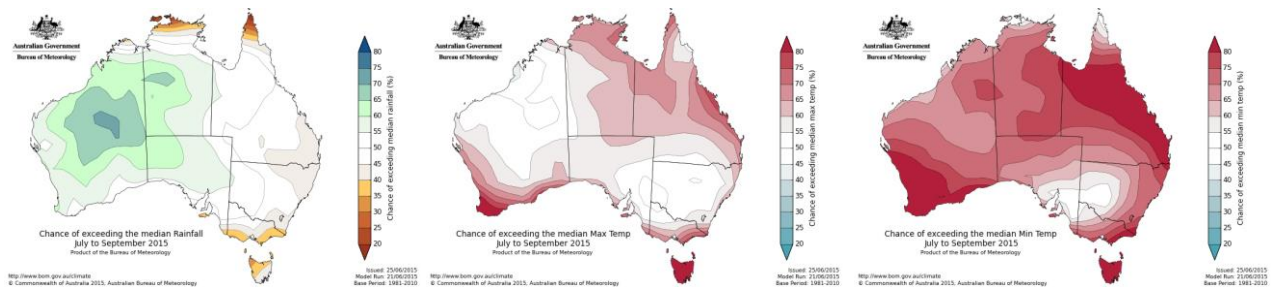 Australian Government
Bureau of Meteorology
80
75
70
65
60
55
45
40
35
30
25
20
Chance of exceeding median rainfall (%)
Chance of exceeding the median Rainfall
July to September 2015
Product of the Bureau of Meteorology
http://www.bom.gov.au/climate
© Commonwealth of Australia 2015, Australian Bureau of Meteorology
Issued: 25/06/2015
Model Run: 21/06/2015
Base Period: 1981-2010
Australian Government
Bureau of Meteorology
80
75
70
65
60
55
45
40
35
30
25
20
Chance of exceeding median max temp (%)
Chance of exceeding the median Max Temp
July to September 2015
Product of the Bureau of Meteorology
http://www.bom.gov.au/climate
© Commonwealth of Australia 2015, Australian Bureau of Meteorology
Issued: 25/06/2015
Model Run: 21/06/2015
Base Period: 1981-2010
Australian Government
Bureau of Meteorology
80
75
70
65
60
55
45
40
35
30
25
20
Chance of exceeding median min temp (%)
Chance of exceeding the median Min Temp
July to September 2015
Product of the Bureau of Meteorology
http://www.bom.gov.au/climate
© Commonwealth of Australia 2015, Australian Bureau of Meteorology
Issued: 25/06/2015
Model Run: 21/06/2015
Base Period: 1981-2010